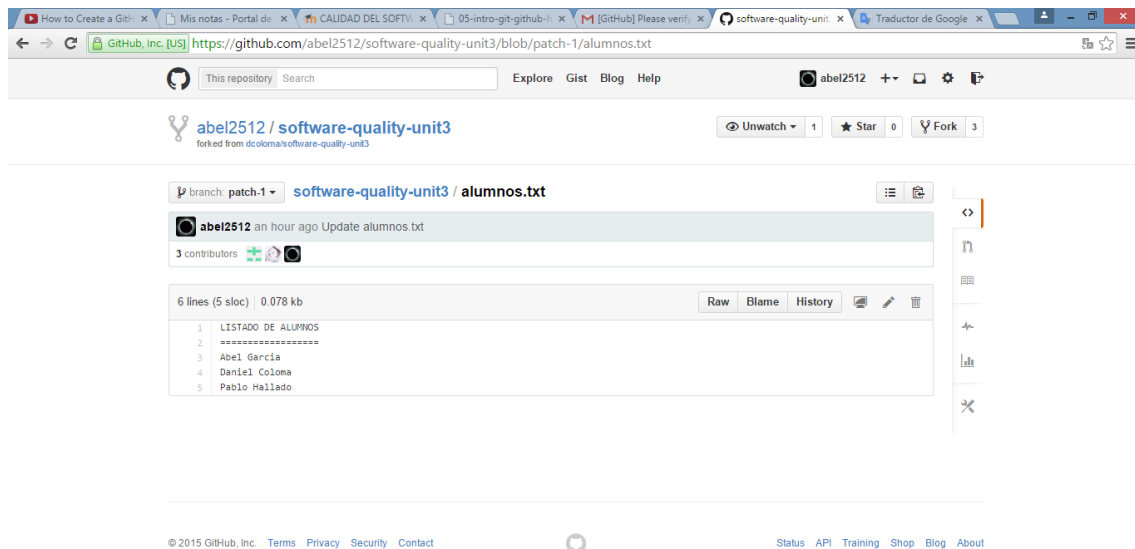 How to Create a GitH
Mis notas - Portal de
CALIDAD DEL SOFTW
05-intro-git-github-h
[GitHub] Please verify
software-quality-unit
Traductor de Google
GitHub, Inc. [US] https://github.com/abel2512/software-quality-unit3/blob/patch-1/alumnos.txt
This repository Search Explore Gist Blog Help abel2512
abel2512 / software-quality-unit3 Unwatch 1 Star 0 Fork 3
forked from dcoloma/software-quality-unit3
branch: patch-1 software-quality-unit3 / alumnos.txt
abel2512 an hour ago Update alumnos.txt
3 contributors
6 lines (5 sloc) 0.078 kb Raw Blame History
1 LISTADO DE ALUMNOS
2 ==================
3 Abel García
4 Daniel Coloma
5 Pablo Hallado
© 2015 GitHub, Inc. Terms Privacy Security Contact Status API Training Shop Blog About